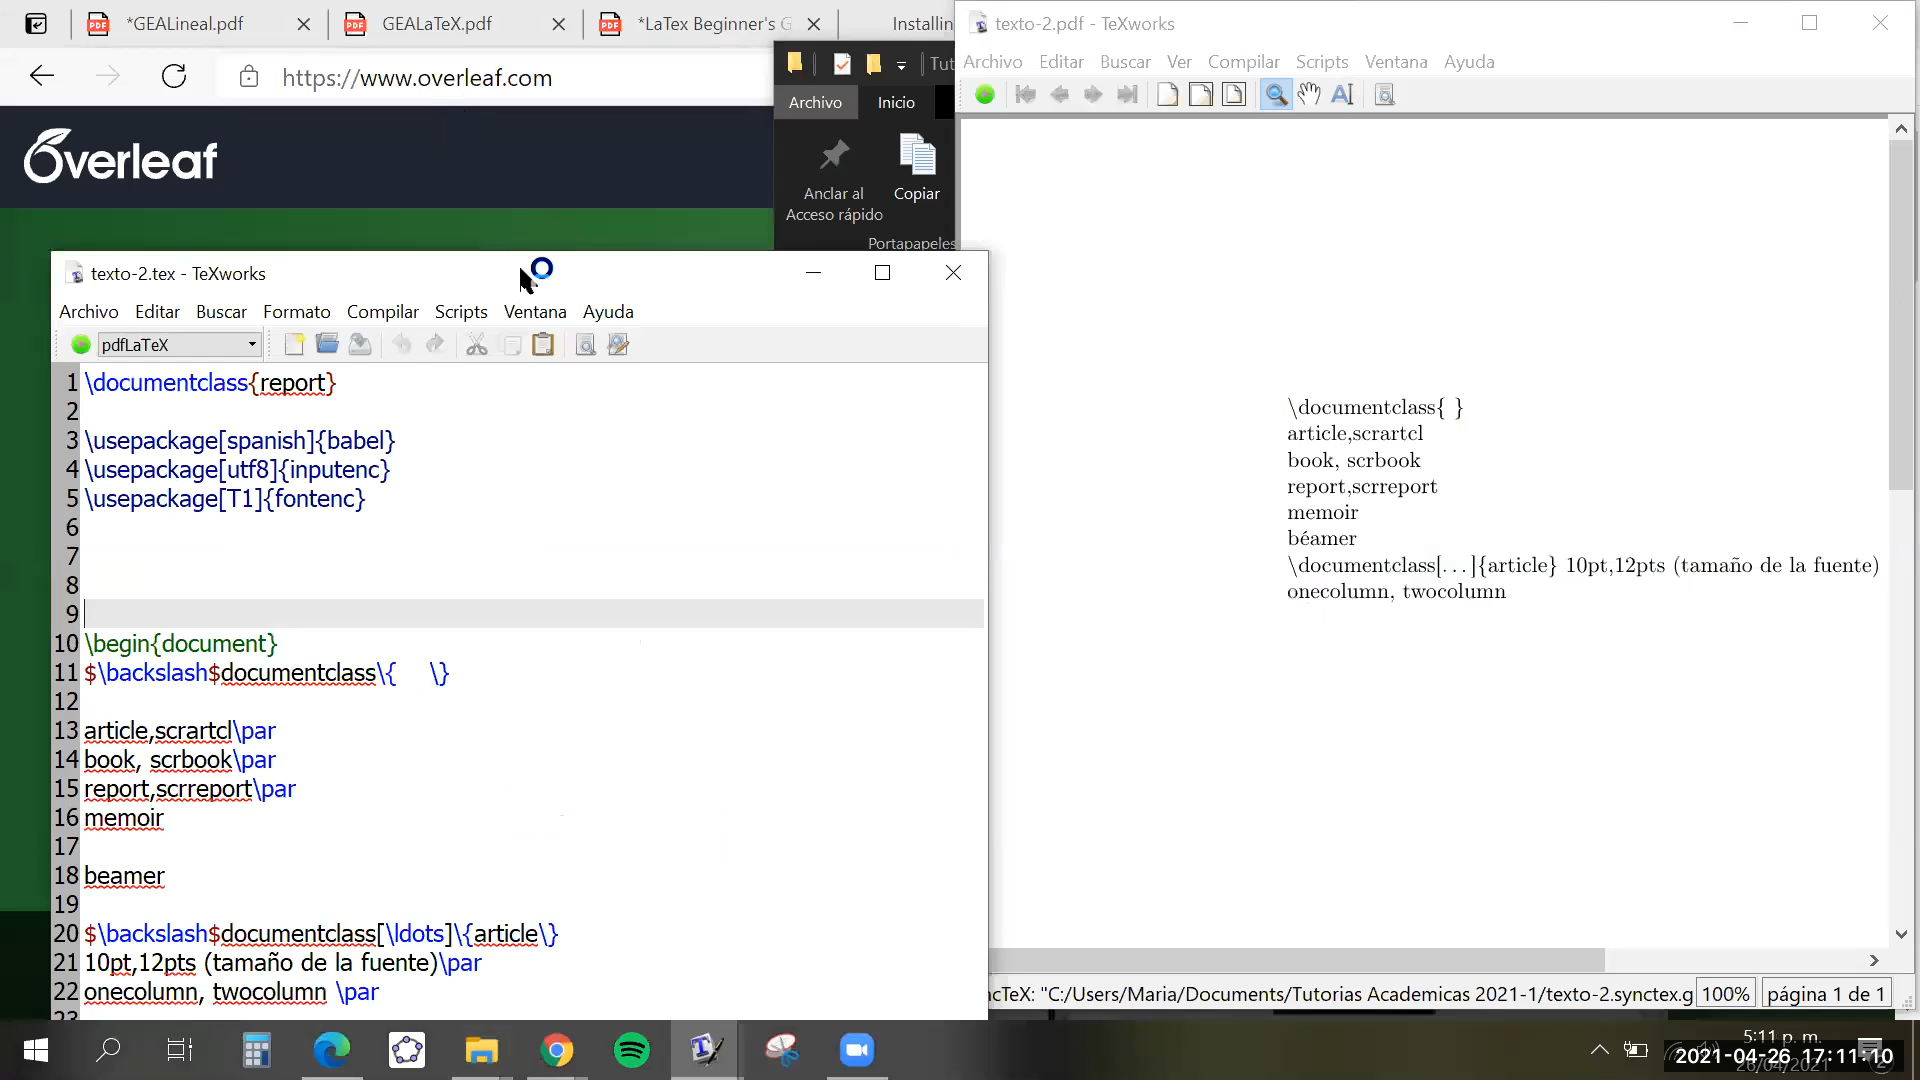 *GEALineal.pdf
GEALaTeX.pdf
*LaTex Beginner's G
Installin
https://www.overleaf.com
Overleaf
Tut
Archivo
Inicio
Anclar al
Acceso rápido
Copiar
Portapapeles
texto-2.pdf - TeXworks
Archivo Editar Buscar Ver Compilar Scripts Ventana Ayuda
\documentclass{ }
article,scrartcl
book, scrbook
report,scrreport
memoir
béamer
\documentclass[...]{article} 10pt,12pts (tamaño de la fuente)
onecolumn, twocolumn
ncTeX: "C:/Users/Maria/Documents/Tutorias Academicas 2021-1/texto-2.synctex.g
100%
página 1 de 1
texto-2.tex - TeXworks
Archivo Editar Buscar Formato Compilar Scripts Ventana Ayuda
pdfLaTeX
1 \documentclass{report}
2
3 \usepackage[spanish]{babel}
4 \usepackage[utf8]{inputenc}
5 \usepackage[T1]{fontenc}
6
7
8
9
10 \begin{document}
11 $\backslash$documentclass\{ \}
12
13 article,scrartcl\par
14 book, scrbook\par
15 report,scrreport\par
16 memoir
17
18 beamer
19
20 $\backslash$documentclass[\ldots]\{article\}
21 10pt,12pts (tamaño de la fuente)\par
22 onecolumn, twocolumn \par
23
5:11 p. m.
26/04/2021
2021-04-26 17:11:10